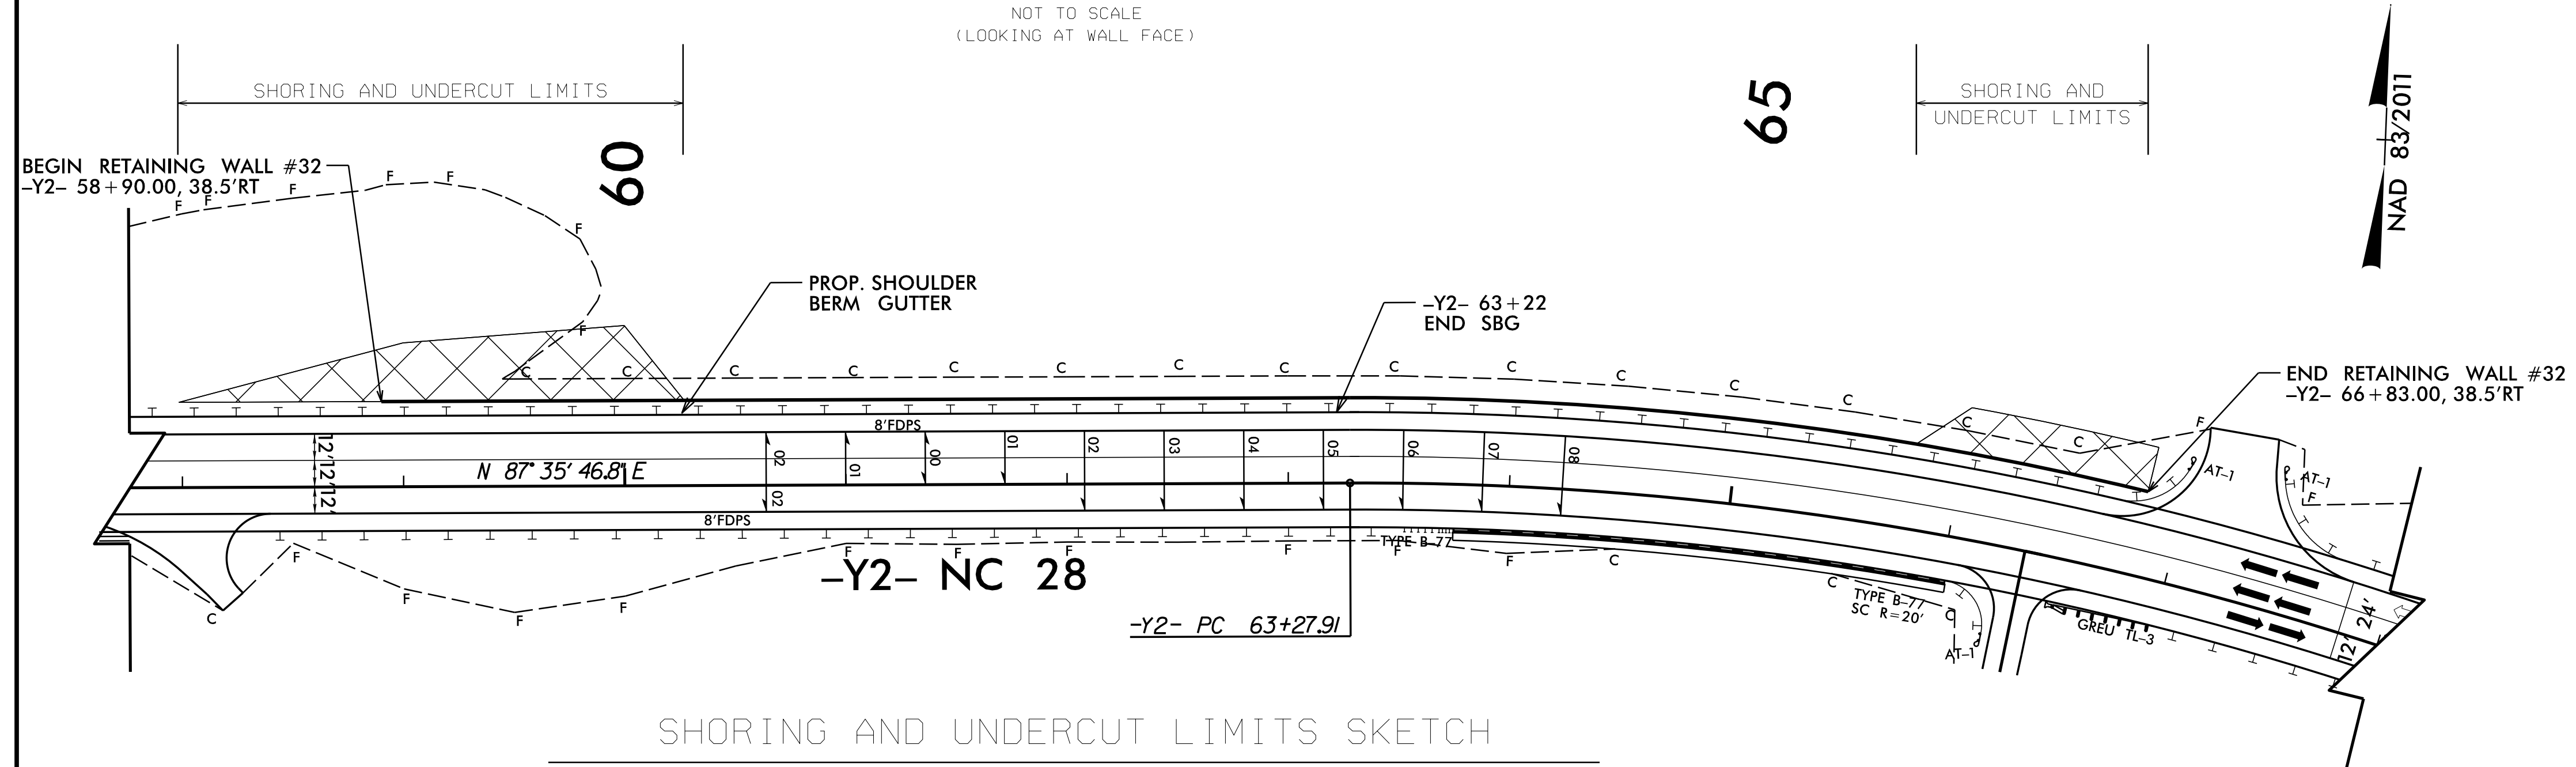 NOT TO SCALE
(LOOKING AT WALL FACE)
SHORING AND UNDERCUT LIMITS
SHORING AND
UNDERCUT LIMITS
60
65
NAD 83/2011
BEGIN RETAINING WALL #32
-Y2- 58+90.00, 38.5'RT
F F F F F F F
PROP. SHOULDER
BERM GUTTER
-Y2- 63+22
END SBG
END RETAINING WALL #32
-Y2- 66+83.00, 38.5'RT
C C C C C C C C C C C C C C C F
8'FDPS
12' 12' 12'
N 87° 35' 46.8" E
02 01 00 01 02 03 04 05 06 07 08
02
8'FDPS
AT-1
AT-1
F
C F F F F F F F F F F C C
TYPE B-77
-Y2- NC 28
-Y2- PC 63+27.91
TYPE B-77
SC R=20'
C
AT-1
GREU TL-3
24'
12'
SHORING AND UNDERCUT LIMITS SKETCH